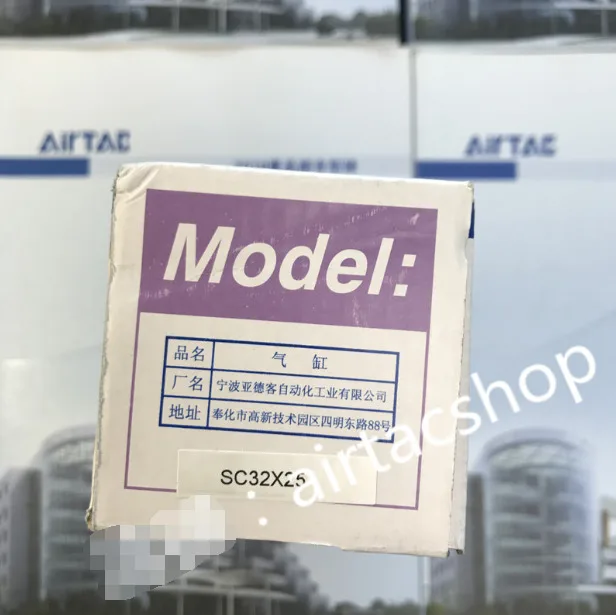 AIRTAC
AIRTAC
Model:
品名 气 缸
厂名 宁波亚德客自动化工业有限公司
地址 奉化市高新技术园区四明东路88号
SC32X25
: airtacshop